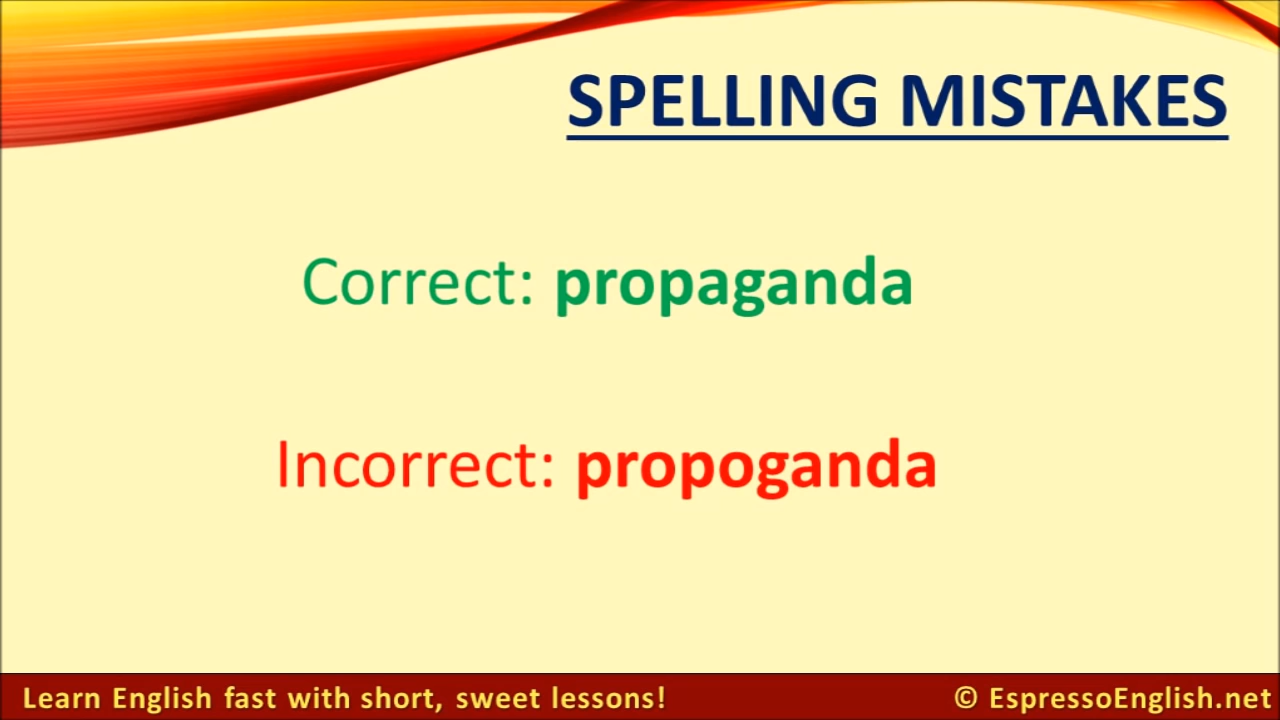 SPELLING MISTAKES
Correct: propaganda
Incorrect: propoganda
Learn English fast with short, sweet lessons!
© EspressoEnglish.net